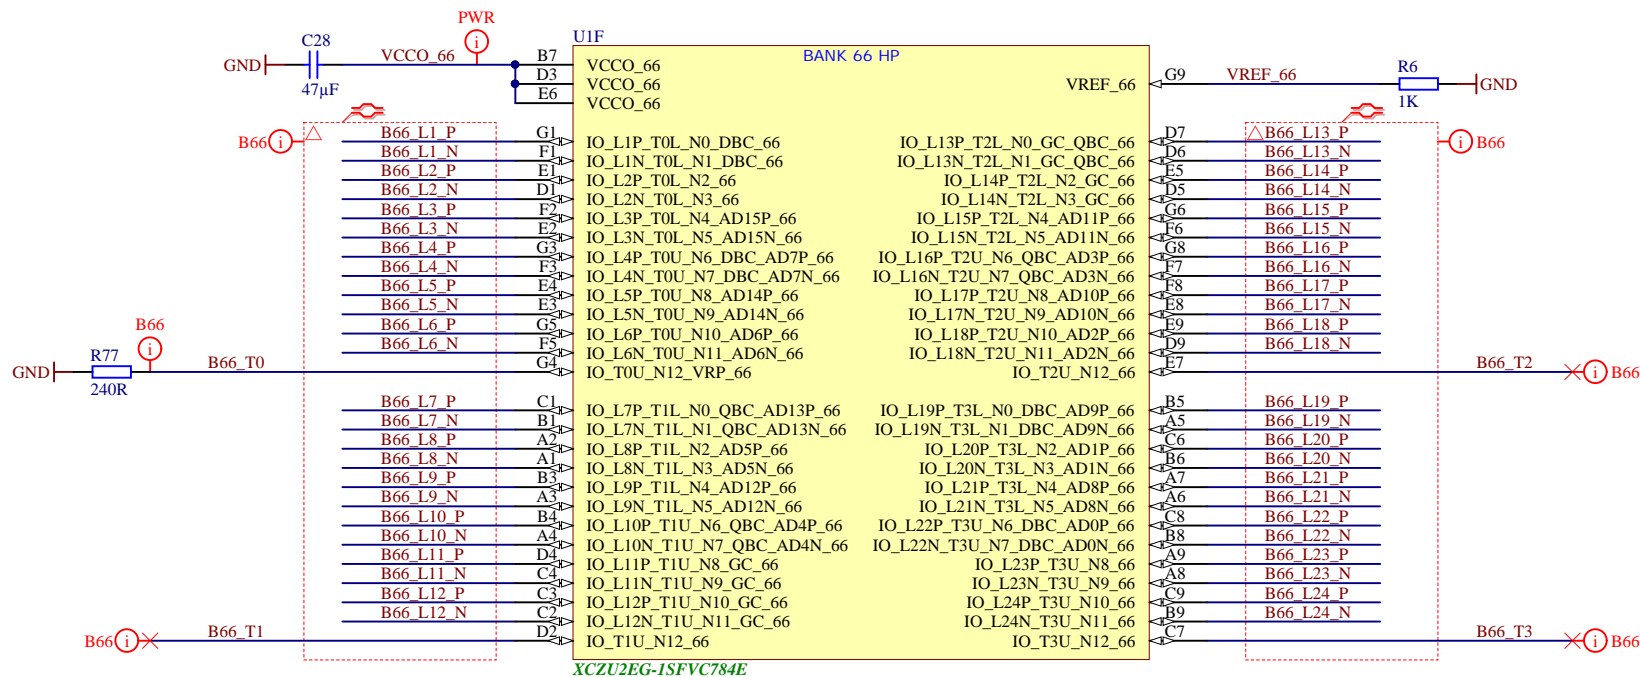 PWR
i
U1F
C28
GND
VCCO_66
47µF
BANK 66 HP
B7 VCCO_66
D3 VCCO_66
E6 VCCO_66
VREF_66 G9 VREF_66
R6
1K
GND
B66 i
B66_L1_P G1 IO_L1P_T0L_N0_DBC_66
B66_L1_N F1 IO_L1N_T0L_N1_DBC_66
B66_L2_P E1 IO_L2P_T0L_N2_66
B66_L2_N D1 IO_L2N_T0L_N3_66
B66_L3_P F2 IO_L3P_T0L_N4_AD15P_66
B66_L3_N E2 IO_L3N_T0L_N5_AD15N_66
B66_L4_P G3 IO_L4P_T0U_N6_DBC_AD7P_66
B66_L4_N F3 IO_L4N_T0U_N7_DBC_AD7N_66
B66_L5_P E4 IO_L5P_T0U_N8_AD14P_66
B66_L5_N E3 IO_L5N_T0U_N9_AD14N_66
B66_L6_P G5 IO_L6P_T0U_N10_AD6P_66
B66_L6_N F5 IO_L6N_T0U_N11_AD6N_66
B66
i
GND
R77
240R
B66_T0 G4 IO_T0U_N12_VRP_66
B66_L7_P C1 IO_L7P_T1L_N0_QBC_AD13P_66
B66_L7_N B1 IO_L7N_T1L_N1_QBC_AD13N_66
B66_L8_P A2 IO_L8P_T1L_N2_AD5P_66
B66_L8_N A1 IO_L8N_T1L_N3_AD5N_66
B66_L9_P B3 IO_L9P_T1L_N4_AD12P_66
B66_L9_N A3 IO_L9N_T1L_N5_AD12N_66
B66_L10_P B4 IO_L10P_T1U_N6_QBC_AD4P_66
B66_L10_N A4 IO_L10N_T1U_N7_QBC_AD4N_66
B66_L11_P D4 IO_L11P_T1U_N8_GC_66
B66_L11_N C4 IO_L11N_T1U_N9_GC_66
B66_L12_P C3 IO_L12P_T1U_N10_GC_66
B66_L12_N C2 IO_L12N_T1U_N11_GC_66
B66 i B66_T1 D2 IO_T1U_N12_66
IO_L13P_T2L_N0_GC_QBC_66 D7 B66_L13_P
i B66
IO_L13N_T2L_N1_GC_QBC_66 D6 B66_L13_N
IO_L14P_T2L_N2_GC_66 E5 B66_L14_P
IO_L14N_T2L_N3_GC_66 D5 B66_L14_N
IO_L15P_T2L_N4_AD11P_66 G6 B66_L15_P
IO_L15N_T2L_N5_AD11N_66 F6 B66_L15_N
IO_L16P_T2U_N6_QBC_AD3P_66 G8 B66_L16_P
IO_L16N_T2U_N7_QBC_AD3N_66 F7 B66_L16_N
IO_L17P_T2U_N8_AD10P_66 F8 B66_L17_P
IO_L17N_T2U_N9_AD10N_66 E8 B66_L17_N
IO_L18P_T2U_N10_AD2P_66 E9 B66_L18_P
IO_L18N_T2U_N11_AD2N_66 D9 B66_L18_N
IO_T2U_N12_66 E7 B66_T2 i B66
IO_L19P_T3L_N0_DBC_AD9P_66 B5 B66_L19_P
IO_L19N_T3L_N1_DBC_AD9N_66 A5 B66_L19_N
IO_L20P_T3L_N2_AD1P_66 C6 B66_L20_P
IO_L20N_T3L_N3_AD1N_66 B6 B66_L20_N
IO_L21P_T3L_N4_AD8P_66 A7 B66_L21_P
IO_L21N_T3L_N5_AD8N_66 A6 B66_L21_N
IO_L22P_T3U_N6_DBC_AD0P_66 C8 B66_L22_P
IO_L22N_T3U_N7_DBC_AD0N_66 B8 B66_L22_N
IO_L23P_T3U_N8_66 A9 B66_L23_P
IO_L23N_T3U_N9_66 A8 B66_L23_N
IO_L24P_T3U_N10_66 C9 B66_L24_P
IO_L24N_T3U_N11_66 B9 B66_L24_N
IO_T3U_N12_66 C7 B66_T3 i B66
XCZU2EG-1SFVC784E